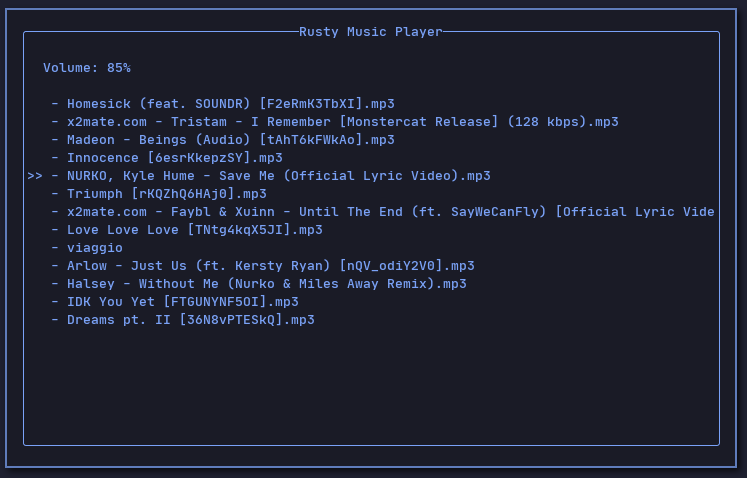 Rusty Music Player
Volume: 85%
- Homesick (feat. SOUNDR) [F2eRmK3TbXI].mp3
- x2mate.com - Tristam - I Remember [Monstercat Release] (128 kbps).mp3
- Madeon - Beings (Audio) [tAhT6kFWkAo].mp3
- Innocence [6esrKkepzSY].mp3
>> - NURKO, Kyle Hume - Save Me (Official Lyric Video).mp3
- Triumph [rKQZhQ6HAj0].mp3
- x2mate.com - Faybl & Xuinn - Until The End (ft. SayWeCanFly) [Official Lyric Vide
- Love Love Love [TNtg4kqX5JI].mp3
- viaggio
- Arlow - Just Us (ft. Kersty Ryan) [nQV_odiY2V0].mp3
- Halsey - Without Me (Nurko & Miles Away Remix).mp3
- IDK You Yet [FTGUNYNF5OI].mp3
- Dreams pt. II [36N8vPTESkQ].mp3